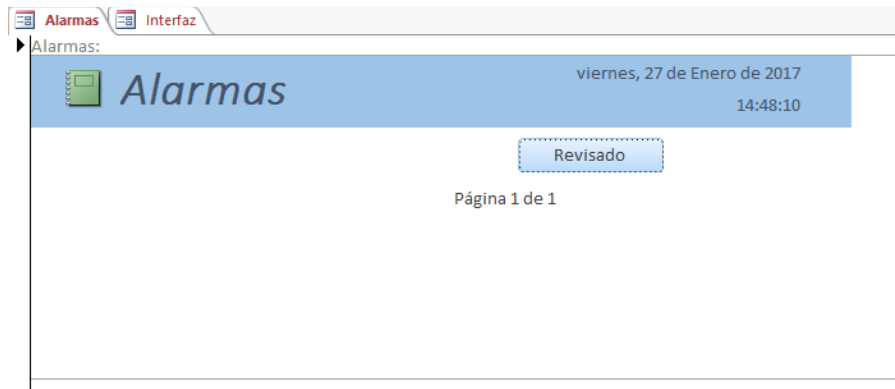 Alarmas Interfaz
Alarmas:
Alarmas
viernes, 27 de Enero de 2017
14:48:10
Revisado
Página 1 de 1